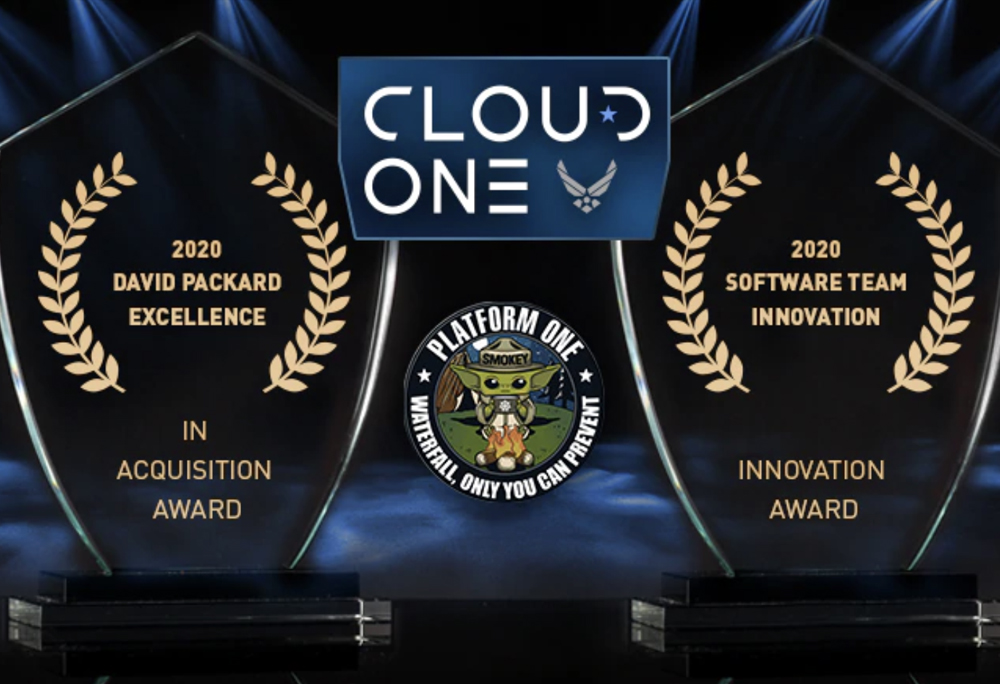 CLOUD
ONE
2020
DAVID PACKARD
EXCELLENCE
IN
ACQUISITION
AWARD
PLATFORM ONE
SMOKEY
WATERFALL, ONLY YOU CAN PREVENT
2020
SOFTWARE TEAM
INNOVATION
INNOVATION
AWARD